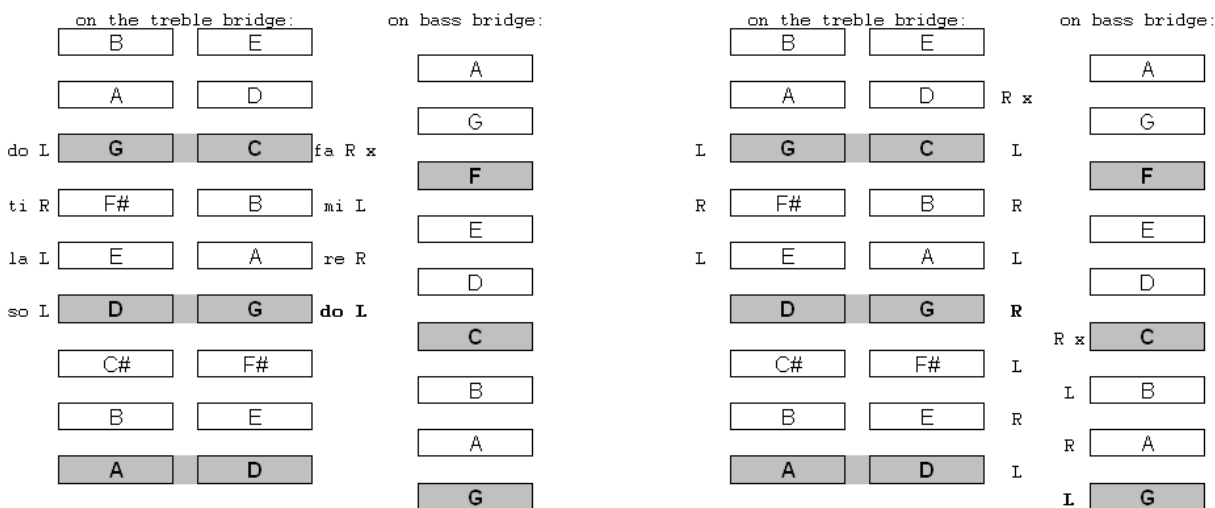 on the treble bridge: on bass bridge:
B E
A
A D
G
do L G C fa R x
F
ti R F# B mi L
E
la L E A re R
D
so L D G do L
C
C# F#
B
B E
A
A D
G
on the treble bridge: on bass bridge:
B E
A
A D R x
G
L G C L
F
R F# B R
E
L E A L
D
D G R
R x C
C# F# L
L B
B E R
R A
A D L
L G